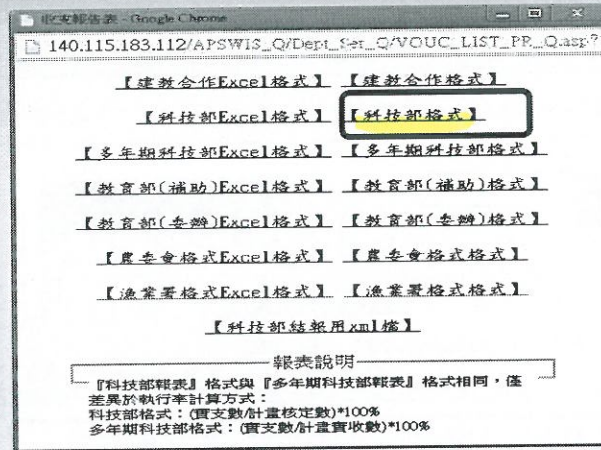 收支報告表 - Google Chrome
140.115.183.112/APSWIS_Q/Dept_Ser_Q/VOUC_LIST_PR_Q.asp?
【建教合作Excel格式】 【建教合作格式】
【科技部Excel格式】 【科技部格式】
【多年期科技部Excel格式】 【多年期科技部格式】
【教育部(補助)Excel格式】 【教育部(補助)格式】
【教育部(委辦)Excel格式】 【教育部(委辦)格式】
【農委會格式Excel格式】 【農委會格式格式】
【漁業署格式Excel格式】 【漁業署格式格式】
【科技部結報用xml檔】
報表說明
『科技部報表』格式與『多年期科技部報表』格式相同，僅
差異於執行率計算方式：
科技部格式：(實支數/計畫核定數)*100%
多年期科技部格式：(實支數/計畫實收數)*100%